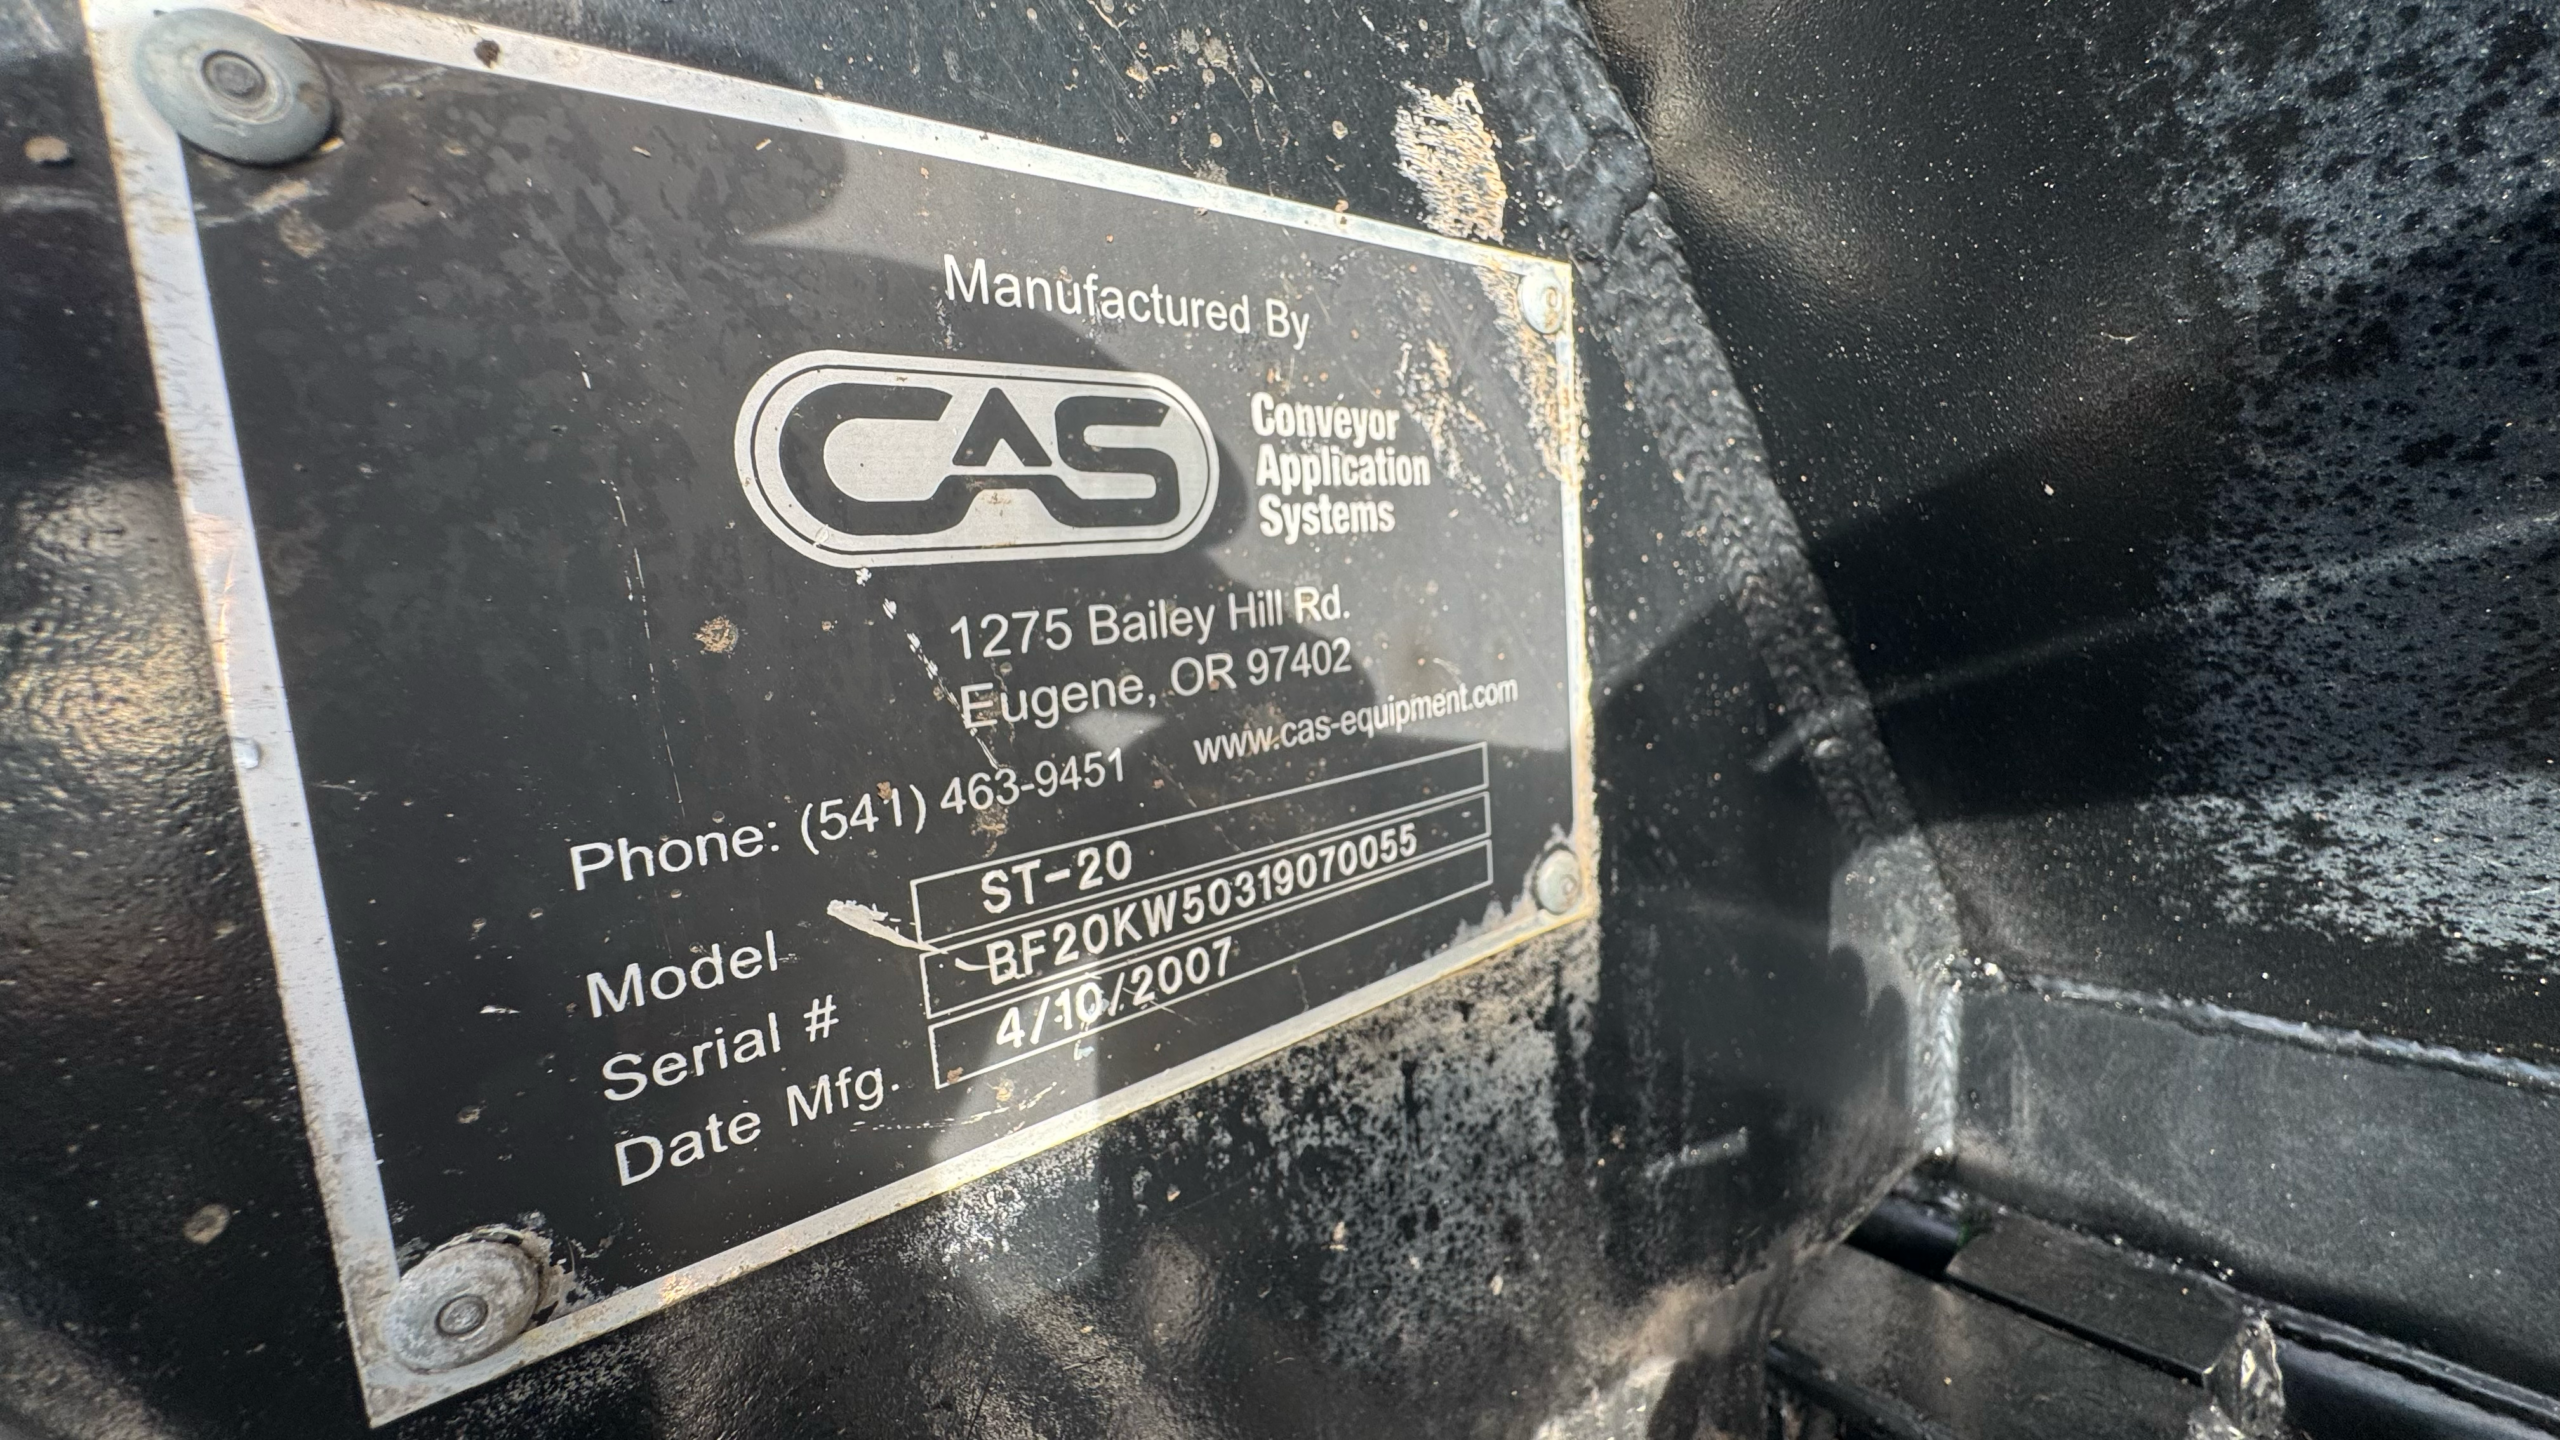 Manufactured By
CAS
Conveyor
Application
Systems
1275 Bailey Hill Rd.
Eugene, OR 97402
Phone: (541) 463-9451 www.cas-equipment.com
Model ST-20
Serial # BF20KW50319070055
Date Mfg. 4/10/2007